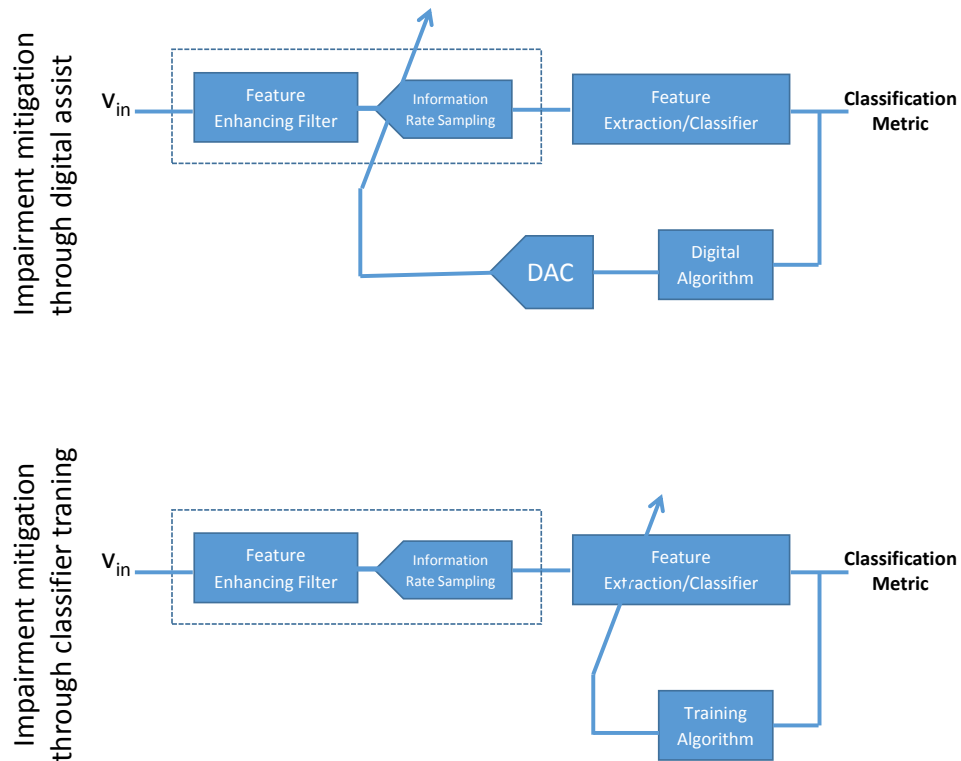 Impairment mitigation
through digital assist
Vin
Feature
Enhancing Filter
Information
Rate Sampling
Feature
Extraction/Classifier
Classification
Metric
DAC
Digital
Algorithm
Impairment mitigation
through classifier traning
Vin
Feature
Enhancing Filter
Information
Rate Sampling
Feature
Extraction/Classifier
Classification
Metric
Training
Algorithm